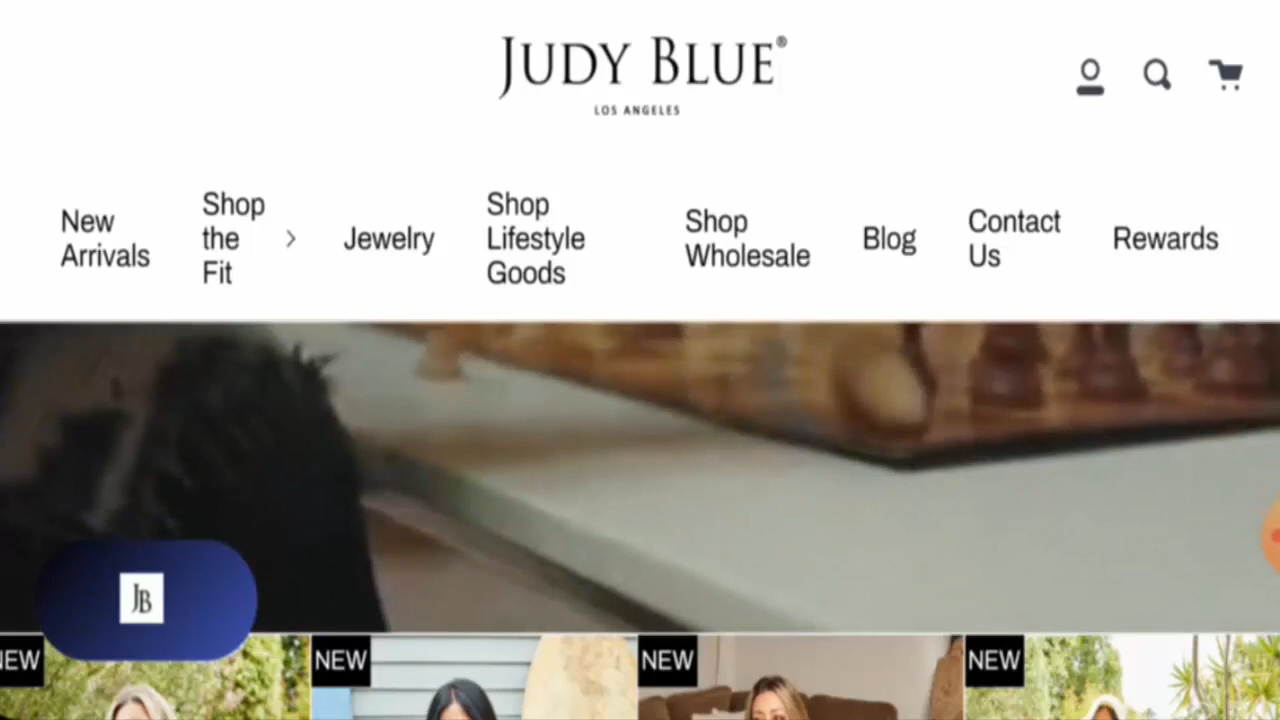 JUDY BLUE®
LOS ANGELES
New
Arrivals
Shop
the
Fit
Jewelry
Shop
Lifestyle
Goods
Shop
Wholesale
Blog
Contact
Us
Rewards
JB
NEW
NEW
NEW
NEW